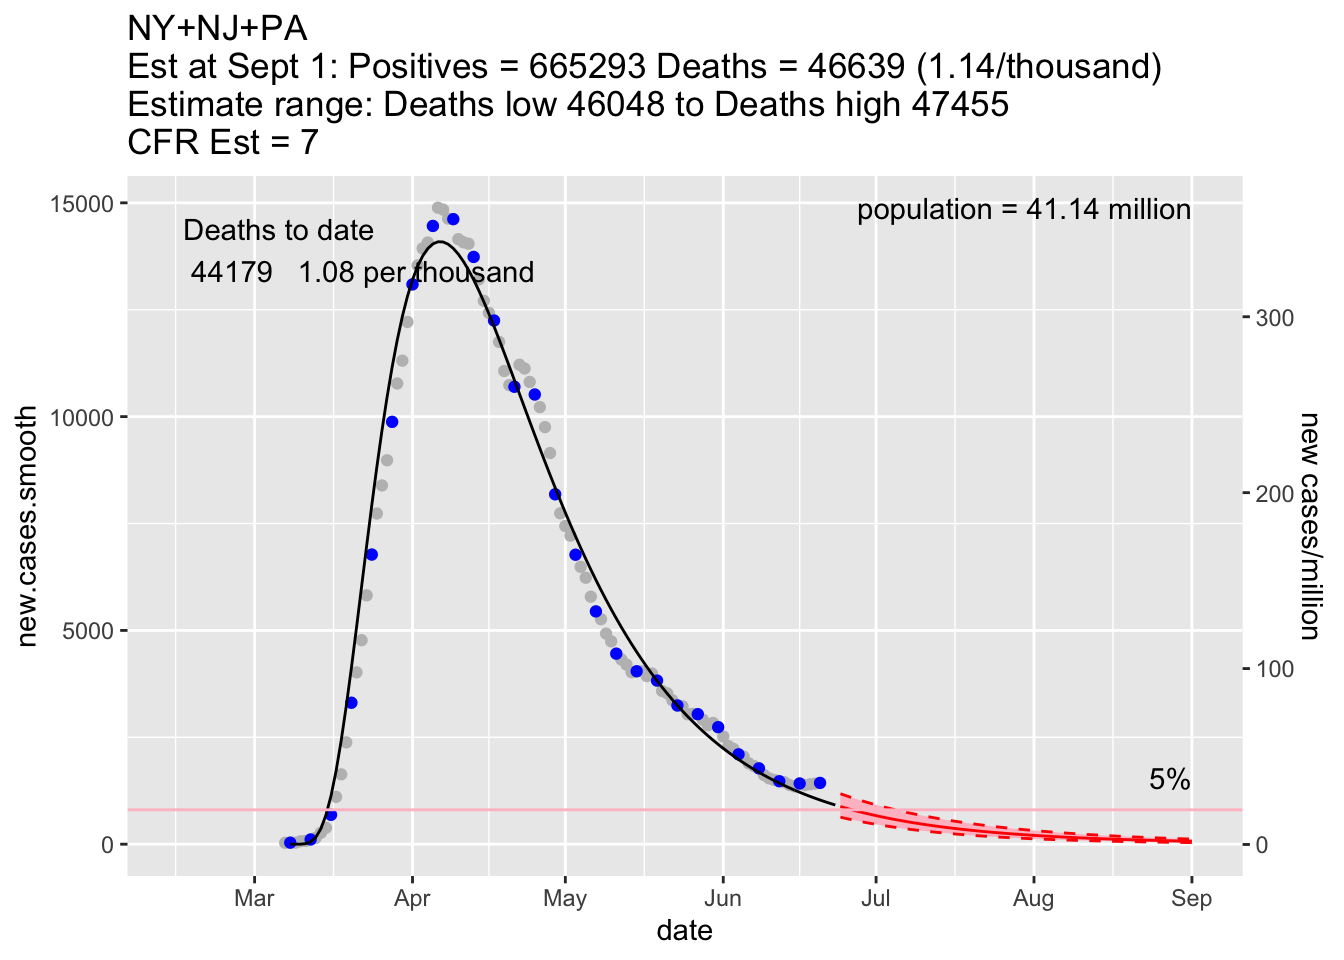 NY+NJ+PA
Est at Sept 1: Positives = 665293 Deaths = 46639 (1.14/thousand)
Estimate range: Deaths low 46048 to Deaths high 47455
CFR Est = 7
population = 41.14 million
Deaths to date
44179 1.08 per thousand
5%
15000
10000
5000
0
new.cases.smooth
300
200
100
0
new cases/million
Mar Apr May Jun Jul Aug Sep
date